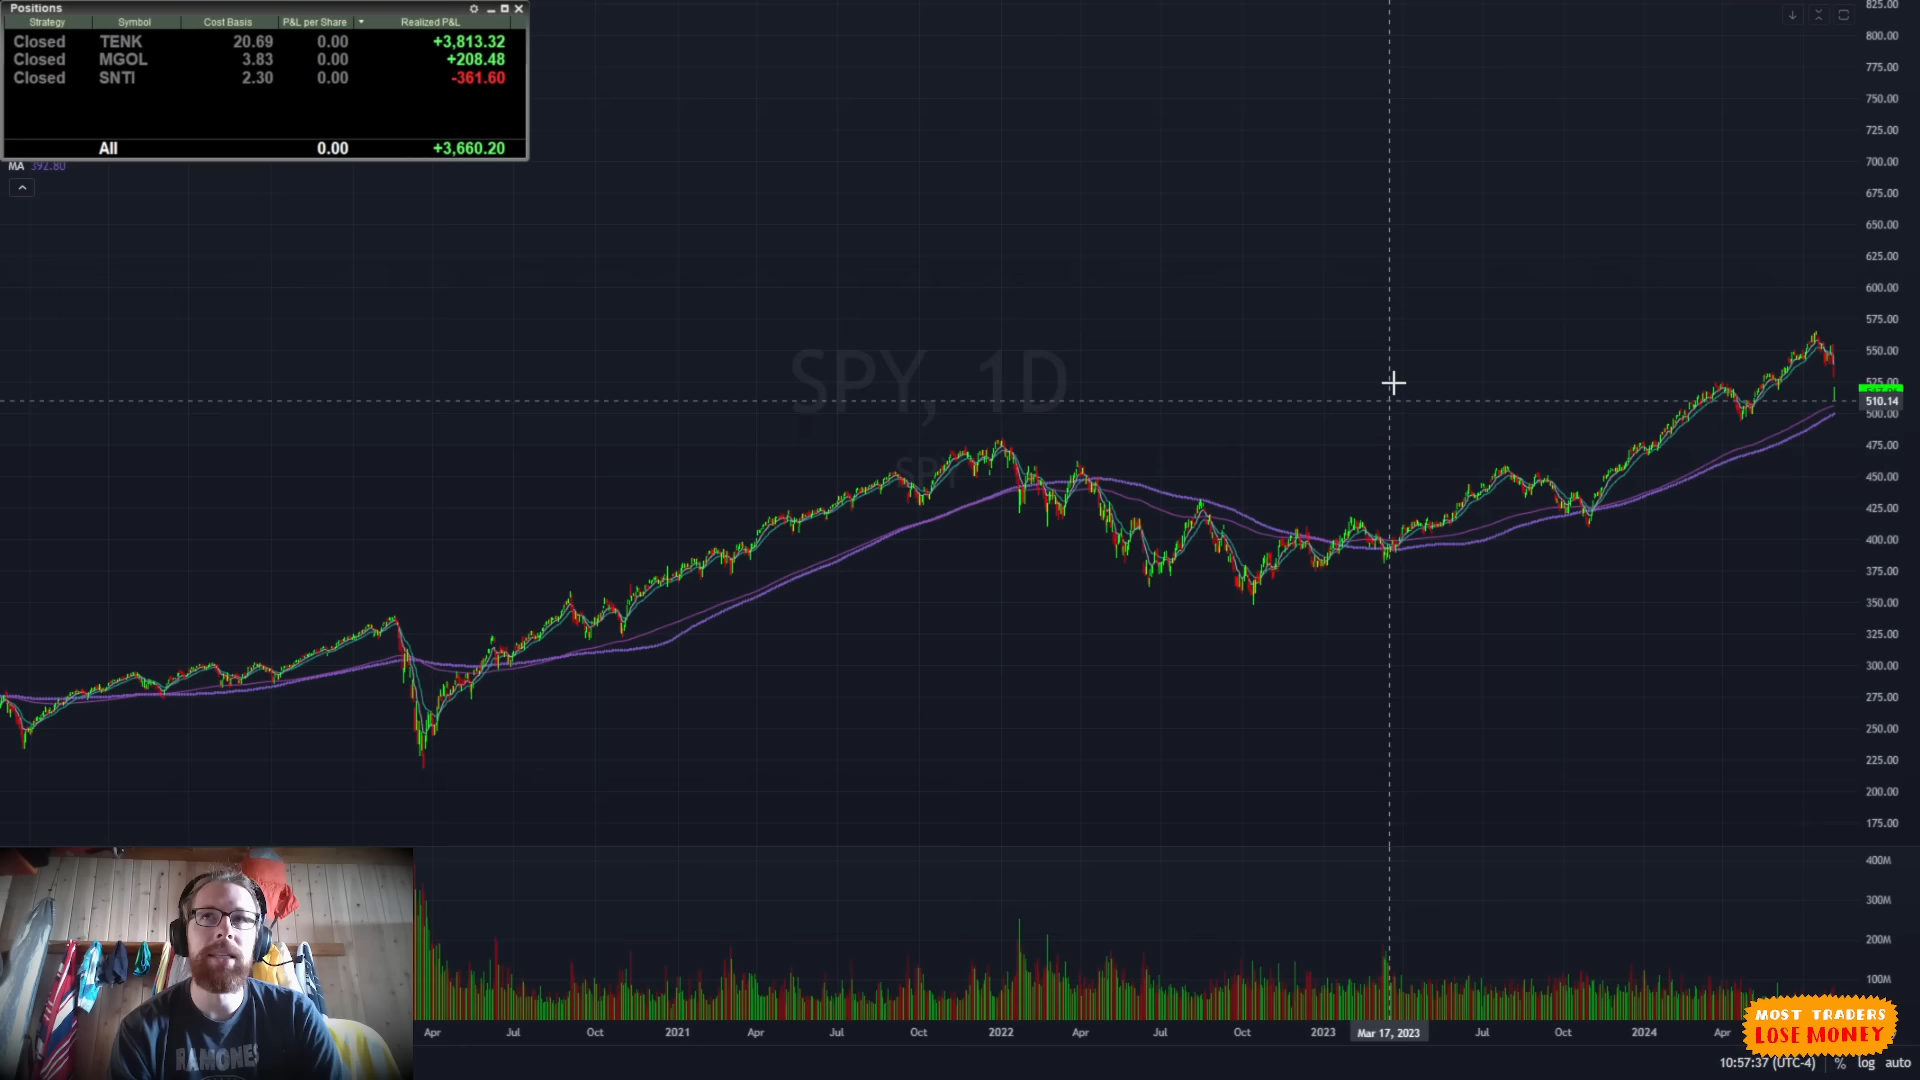 Positions
Strategy Symbol Cost Basis P&L per Share Realized P&L
Closed TENK 20.69 0.00 +3,813.32
Closed MGOL 3.83 0.00 +208.48
Closed SNTI 2.30 0.00 -361.60
All 0.00 +3,660.20
MA 392.80
SPY, 1D
SPY
825.00
800.00
775.00
750.00
725.00
700.00
675.00
650.00
625.00
600.00
575.00
550.00
525.00
510.14
500.00
475.00
450.00
425.00
400.00
375.00
350.00
325.00
300.00
275.00
250.00
225.00
200.00
175.00
400M
300M
200M
100M
RAMONES
Apr Jul Oct 2021 Apr Jul Oct 2022 Apr Jul Oct 2023 Mar 17, 2023 Jul Oct 2024 Apr
MOST TRADERS
LOSE MONEY
10:57:37 (UTC-4) % log auto